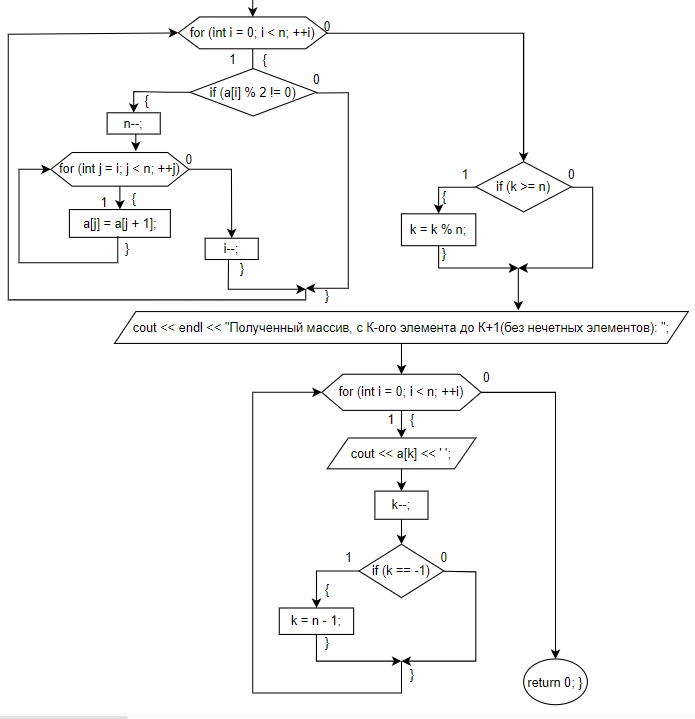 for (int i = 0; i < n; ++i)
0
1
{
if (a[i] % 2 != 0)
0
{
n--;
for (int j = i; j < n; ++j)
0
1
{
a[j] = a[j + 1];
}
i--;
}
}
if (k >= n)
1
0
{
k = k % n;
}
cout << endl << "Полученный массив, с К-ого элемента до К+1(без нечетных элементов): ";
for (int i = 0; i < n; ++i)
0
1
{
cout << a[k] << ' ';
k--;
if (k == -1)
1
0
{
k = n - 1;
}
}
return 0; }